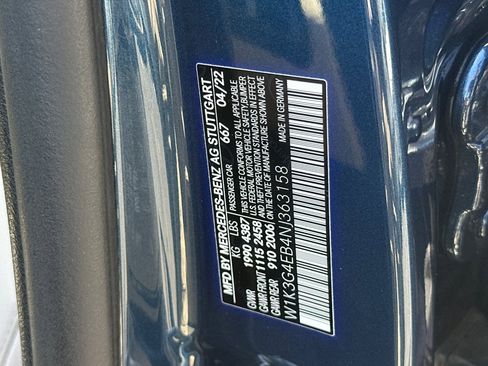 MFD BY MERCEDES-BENZ AG STUTTGART
PASSENGER CAR 667 04/22
KG LBS
GVWR 1990 4387
GAWR FRONT 1115 2458
GAWR REAR 910 2006
THIS VEHICLE CONFORMS TO ALL APPLICABLE
U.S. FEDERAL MOTOR VEHICLE SAFETY, BUMPER
AND THEFT PREVENTION STANDARDS IN EFFECT
ON THE DATE OF MANUFACTURE SHOWN ABOVE
MADE IN GERMANY
W1K3G4EB4NJ363158